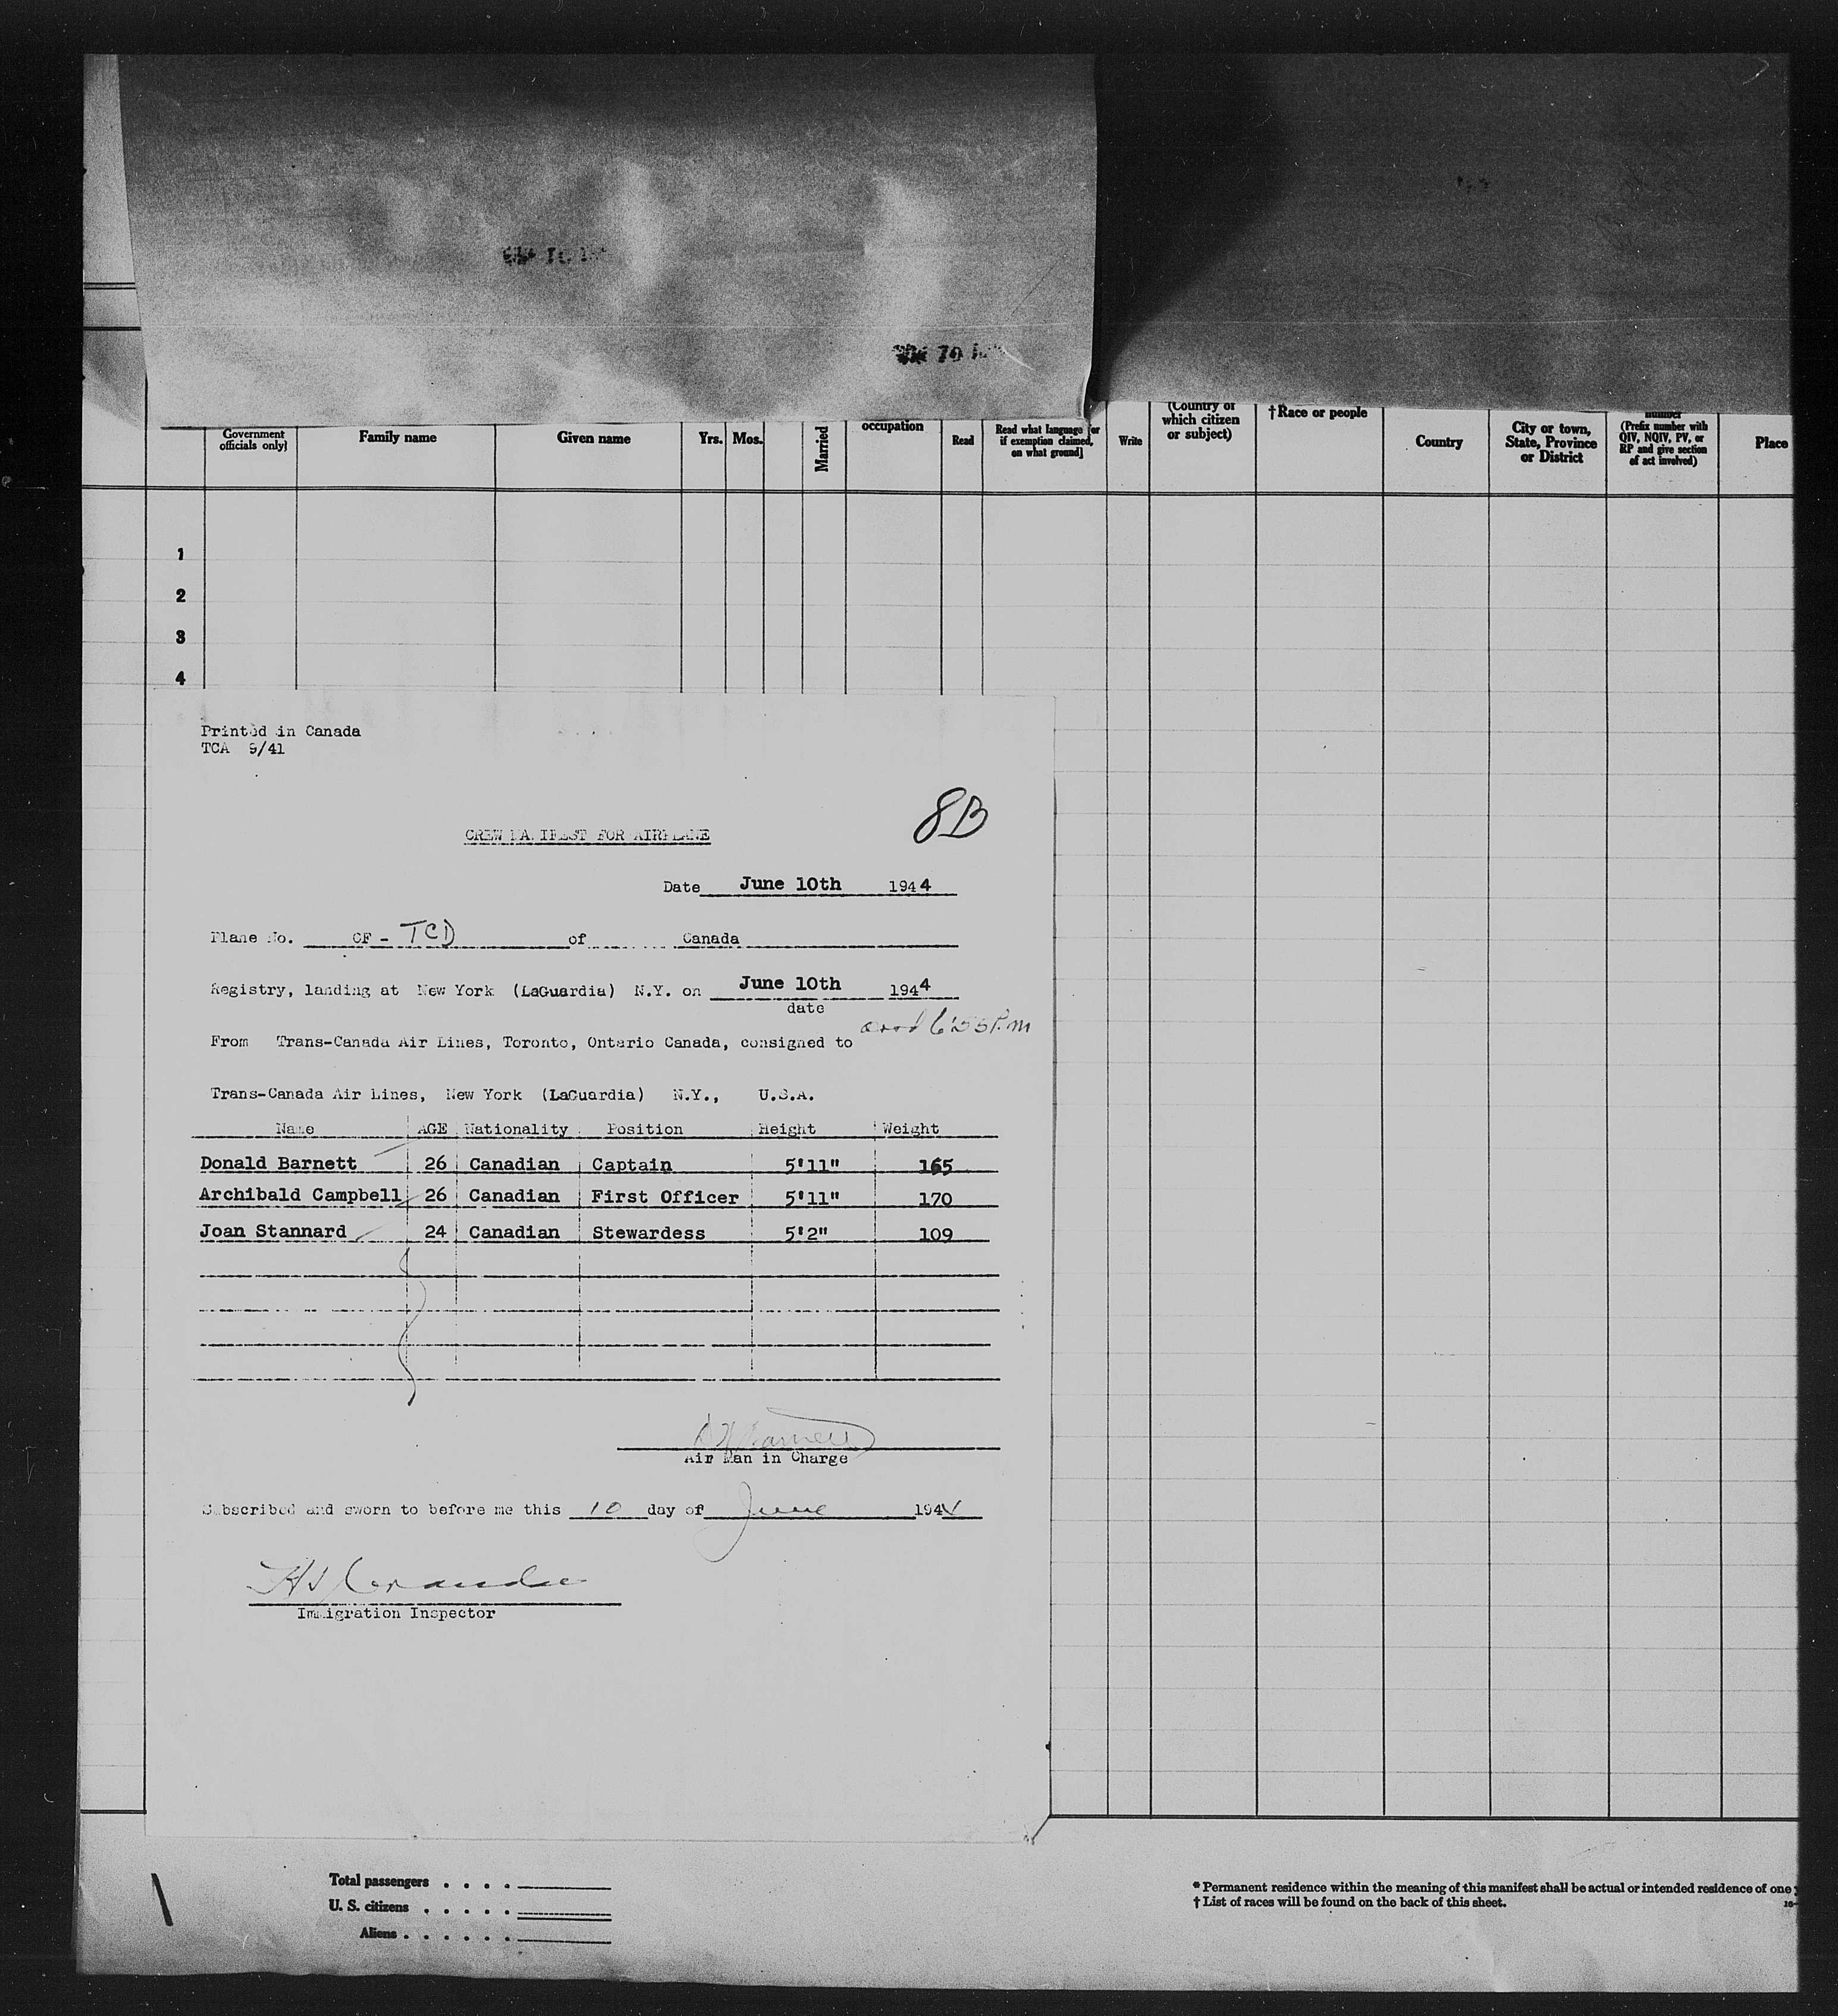 Government officials only)
Family name
Given name
Yrs.
Mos.
Married
occupation
Read
Read what language [or if exemption claimed, on what ground]
Write
(Country of which citizen or subject)
†Race or people
Country
City or town, State, Province or District
number (Prefix number with QIV, NQIV, PV, or RP and give section of act involved)
Place
1
2
3
4
Printed in Canada
TCA 9/41
8B
CREW MANIFEST FOR AIRPLANE
Date June 10th 1944
Plane No. CF - TCD of Canada
Registry, landing at New York (LaGuardia) N.Y. on June 10th 1944
date
arrd 6:55 P.m
From Trans-Canada Air Lines, Toronto, Ontario Canada, consigned to
Trans-Canada Air Lines, New York (LaGuardia) N.Y., U.S.A.
Name AGE Nationality Position Height Weight
Donald Barnett 26 Canadian Captain 5'11" 165
Archibald Campbell 26 Canadian First Officer 5'11" 170
Joan Stannard 24 Canadian Stewardess 5'2" 109
Barnett
Air Man in Charge
Subscribed and sworn to before me this 10 day of June 1944
Immigration Inspector
Total passengers . . . .
U. S. citizens . . . . .
Aliens . . . . . .
* Permanent residence within the meaning of this manifest shall be actual or intended residence of one
† List of races will be found on the back of this sheet.
16